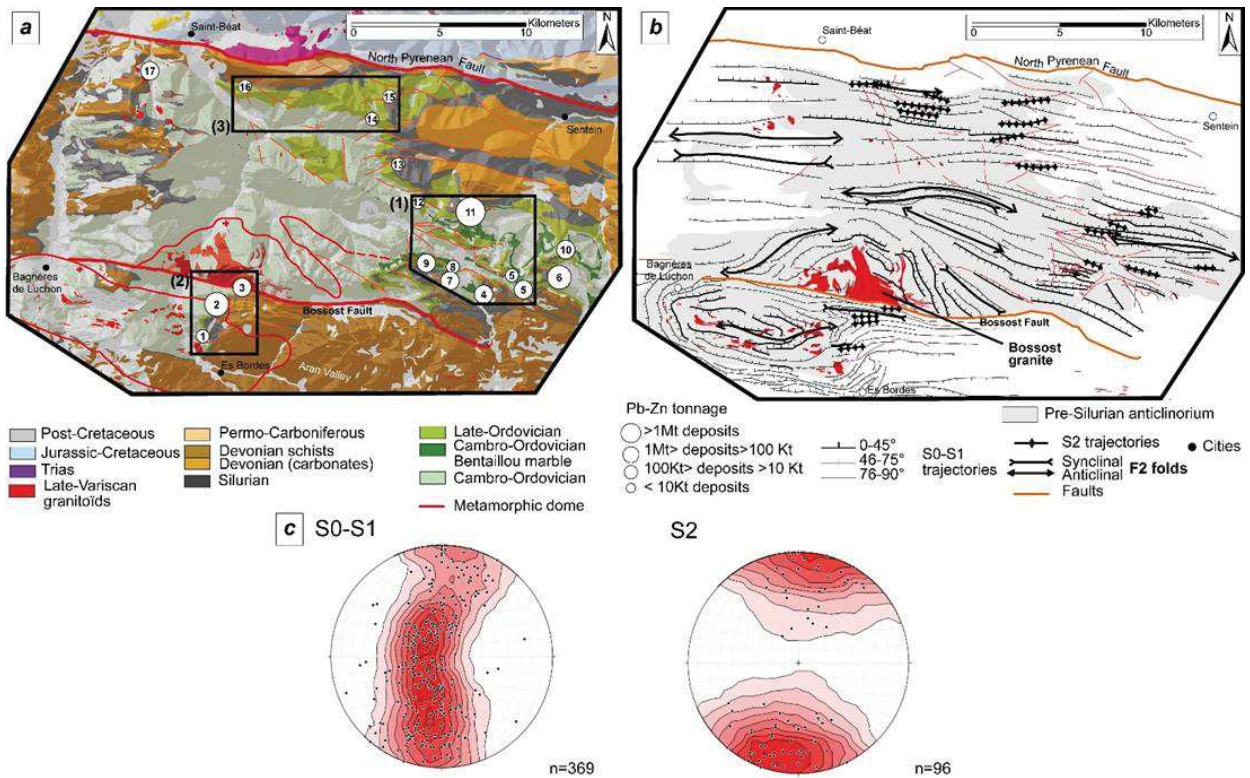 a
Saint-Béat
0 5 10
Kilometers
N
North Pyrenean Fault
17
16
15
(3)
14
Sentein
13
(1)
12
11
10
9
8
7
5
6
4
5
Bagnères
de Luchon
(2)
3
2
1
Bossost Fault
Es Bordes
Aran Valley
b
Saint-Béat
0 5 10
Kilometers
N
North Pyrenean Fault
Sentein
Bagnères
de Luchon
Bossost Fault
Bossost
granite
Es Bordes
Post-Cretaceous
Jurassic-Cretaceous
Trias
Late-Variscan
granitoïds
Permo-Carboniferous
Devonian schists
Devonian (carbonates)
Silurian
Late-Ordovician
Cambro-Ordovician
Bentaillou marble
Cambro-Ordovician
Metamorphic dome
Pb-Zn tonnage
>1Mt deposits
1Mt> deposits>100 Kt
100Kt> deposits >10 Kt
< 10Kt deposits
0-45°
46-75°
76-90°
S0-S1
trajectories
Pre-Silurian anticlinorium
S2 trajectories
Synclinal
Anticlinal
F2 folds
Faults
Cities
c S0-S1
S2
n=369
n=96